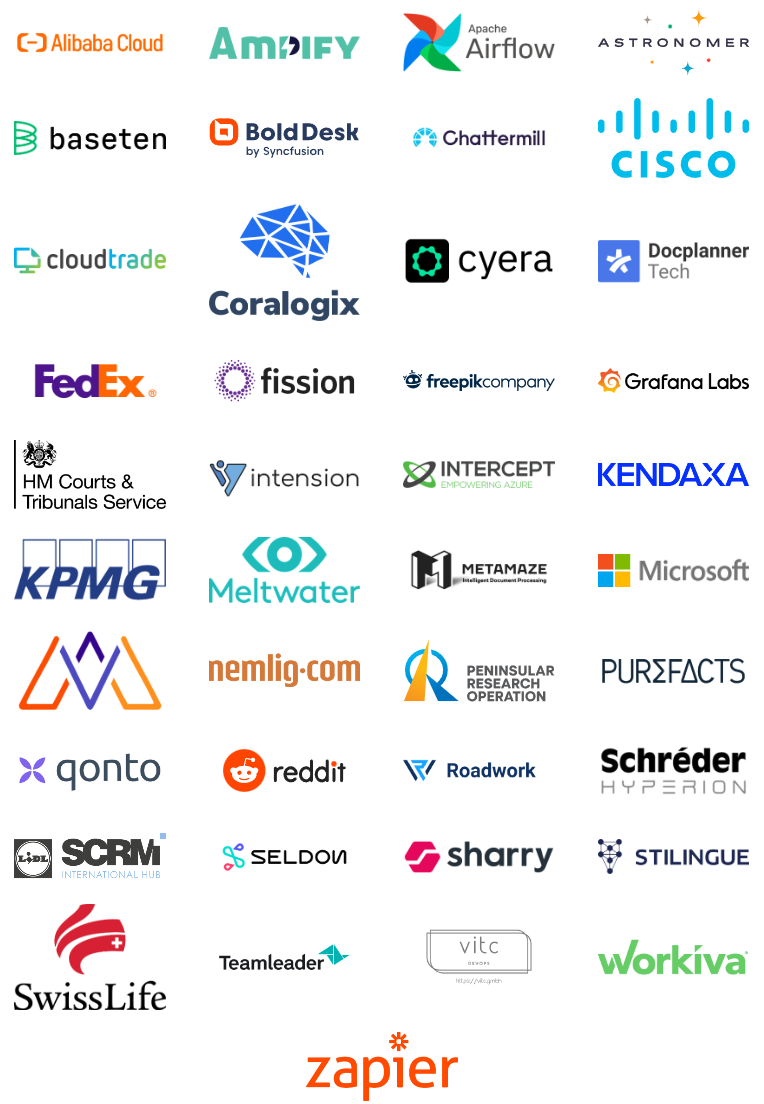 Alibaba Cloud
AMPIFY
Apache
Airflow
ASTRONOMER
baseten
BoldDesk
by Syncfusion
Chattermill
CISCO
cloudtrade
Coralogix
cyera
Docplanner
Tech
FedEx®
fission
freepikcompany
Grafana Labs
HM Courts &
Tribunals Service
intension
INTERCEPT
EMPOWERING AZURE
KENDAXA
KPMG
Meltwater
METAMAZE
Intelligent Document Processing
Microsoft
nemlig.com
PENINSULAR
RESEARCH
OPERATION
PURΣFΔCTS
qonto
reddit
Roadwork
Schréder
HYPERION
LiDL
SCRM
INTERNATIONAL HUB
SELDON
sharry
STILINGUE
SwissLife
Teamleader
vitc
DEVOPS
workiva
zapier